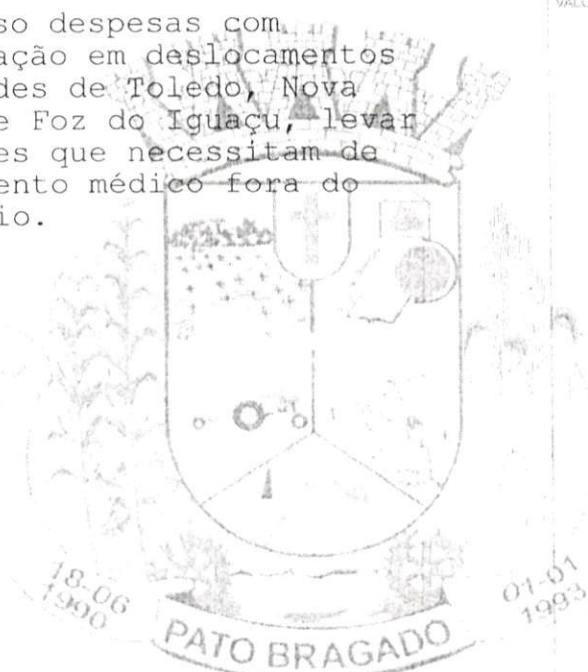 so despesas com
ação em deslocamentos
des de Toledo, Nova
e Foz do Iguaçu, levar
es que necessitam de
ento médico fora do
io.
18-06
1990
01-01
1993
PATO BRAGADO